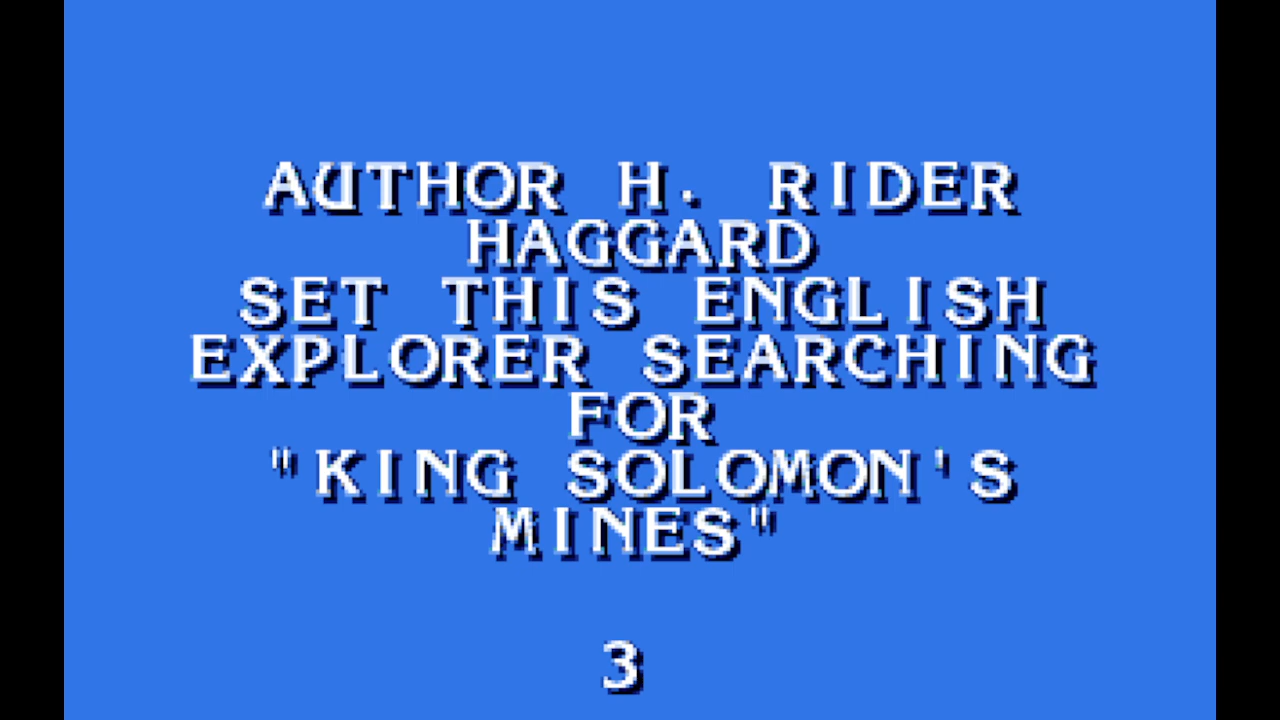 AUTHOR H. RIDER
HAGGARD
SET THIS ENGLISH
EXPLORER SEARCHING
FOR
"KING SOLOMON'S
MINES"
3